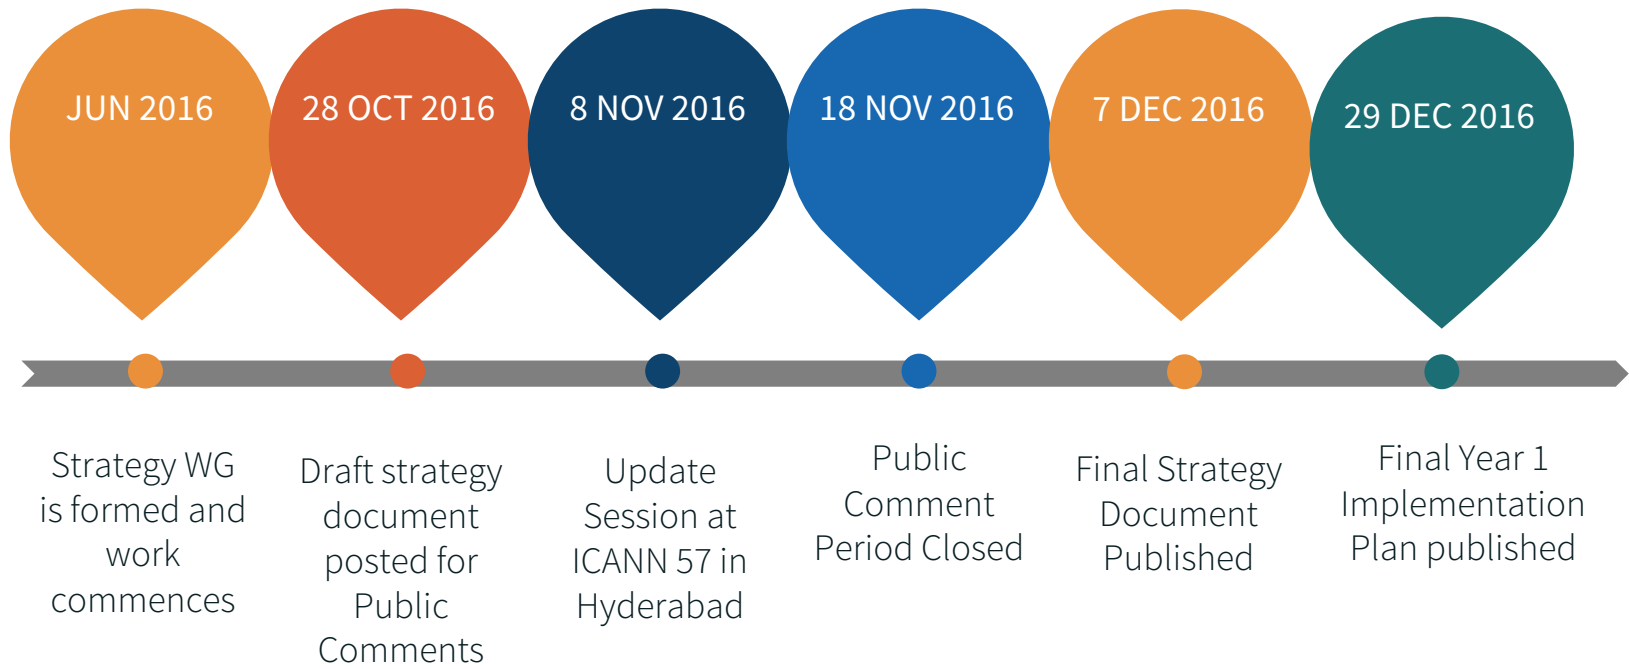 JUN 2016
28 OCT 2016
8 NOV 2016
18 NOV 2016
7 DEC 2016
29 DEC 2016
Strategy WG
is formed and
work
commences
Draft strategy
document
posted for
Public
Comments
Update
Session at
ICANN 57 in
Hyderabad
Public
Comment
Period Closed
Final Strategy
Document
Published
Final Year 1
Implementation
Plan published